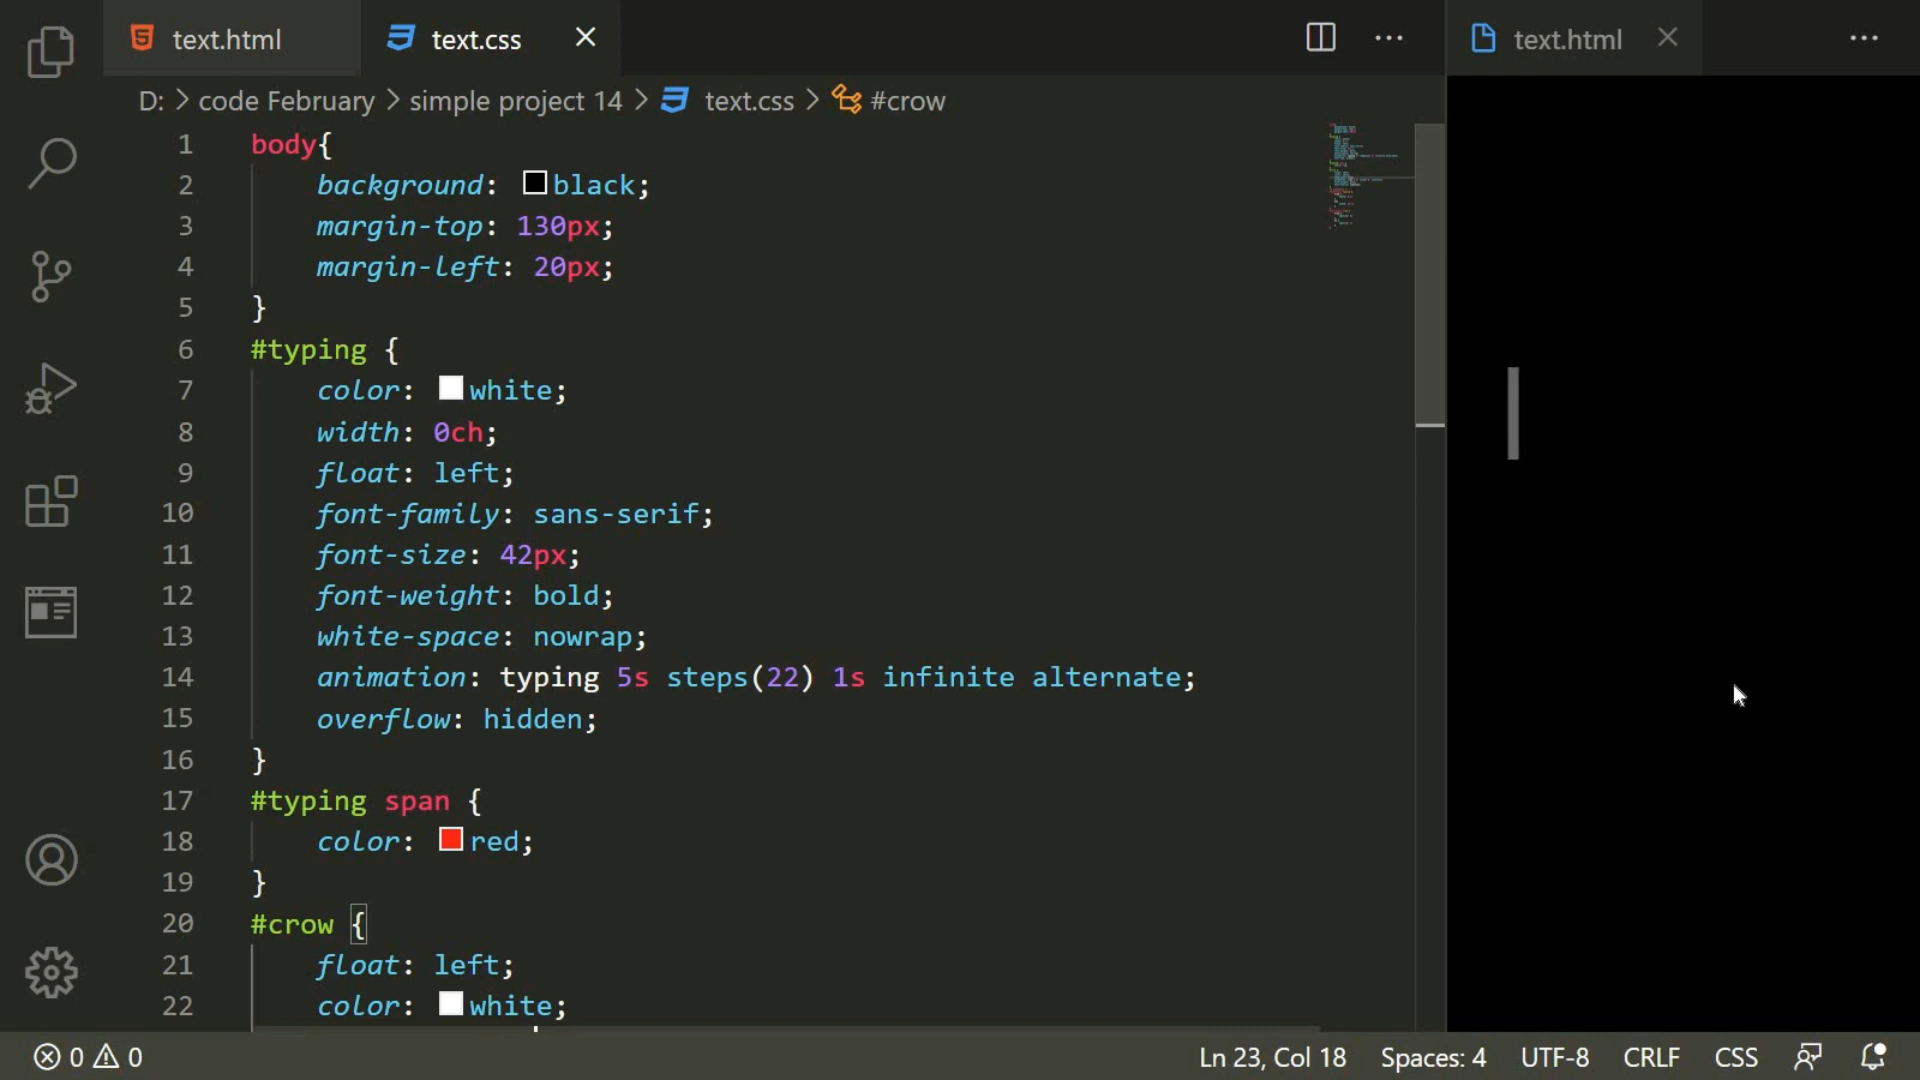 text.html
text.css
text.html
D: > code February > simple project 14 > text.css > #crow
1 body{
2 background: black;
3 margin-top: 130px;
4 margin-left: 20px;
5 }
6 #typing {
7 color: white;
8 width: 0ch;
9 float: left;
10 font-family: sans-serif;
11 font-size: 42px;
12 font-weight: bold;
13 white-space: nowrap;
14 animation: typing 5s steps(22) 1s infinite alternate;
15 overflow: hidden;
16 }
17 #typing span {
18 color: red;
19 }
20 #crow {
21 float: left;
22 color: white;
0 0
Ln 23, Col 18
Spaces: 4
UTF-8
CRLF
CSS